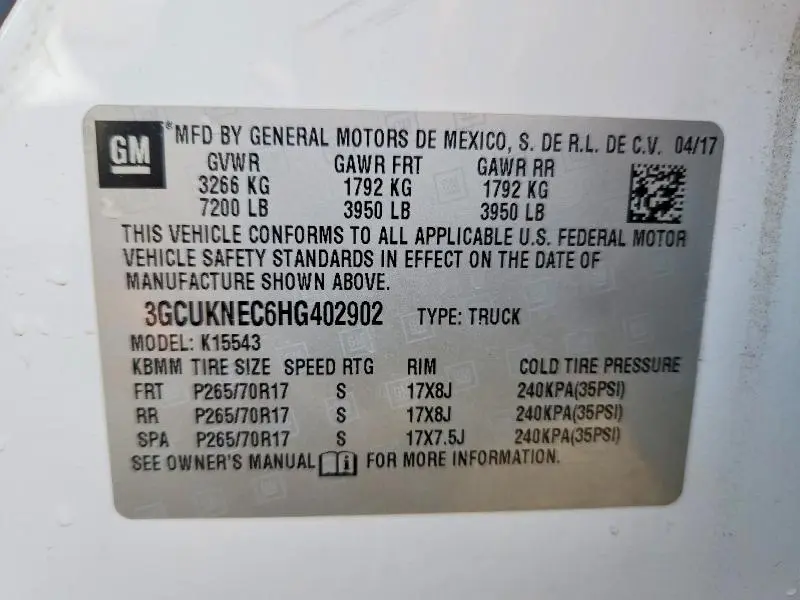 GM ® MFD BY GENERAL MOTORS DE MEXICO, S. DE R.L. DE C.V. 04/17
GVWR GAWR FRT GAWR RR
3266 KG 1792 KG 1792 KG
7200 LB 3950 LB 3950 LB
THIS VEHICLE CONFORMS TO ALL APPLICABLE U.S. FEDERAL MOTOR
VEHICLE SAFETY STANDARDS IN EFFECT ON THE DATE OF
MANUFACTURE SHOWN ABOVE.
3GCUKNEC6HG402902 TYPE: TRUCK
MODEL: K15543
KBMM TIRE SIZE SPEED RTG RIM COLD TIRE PRESSURE
FRT P265/70R17 S 17X8J 240KPA(35PSI)
RR P265/70R17 S 17X8J 240KPA(35PSI)
SPA P265/70R17 S 17X7.5J 240KPA(35PSI)
SEE OWNER'S MANUAL i FOR MORE INFORMATION.